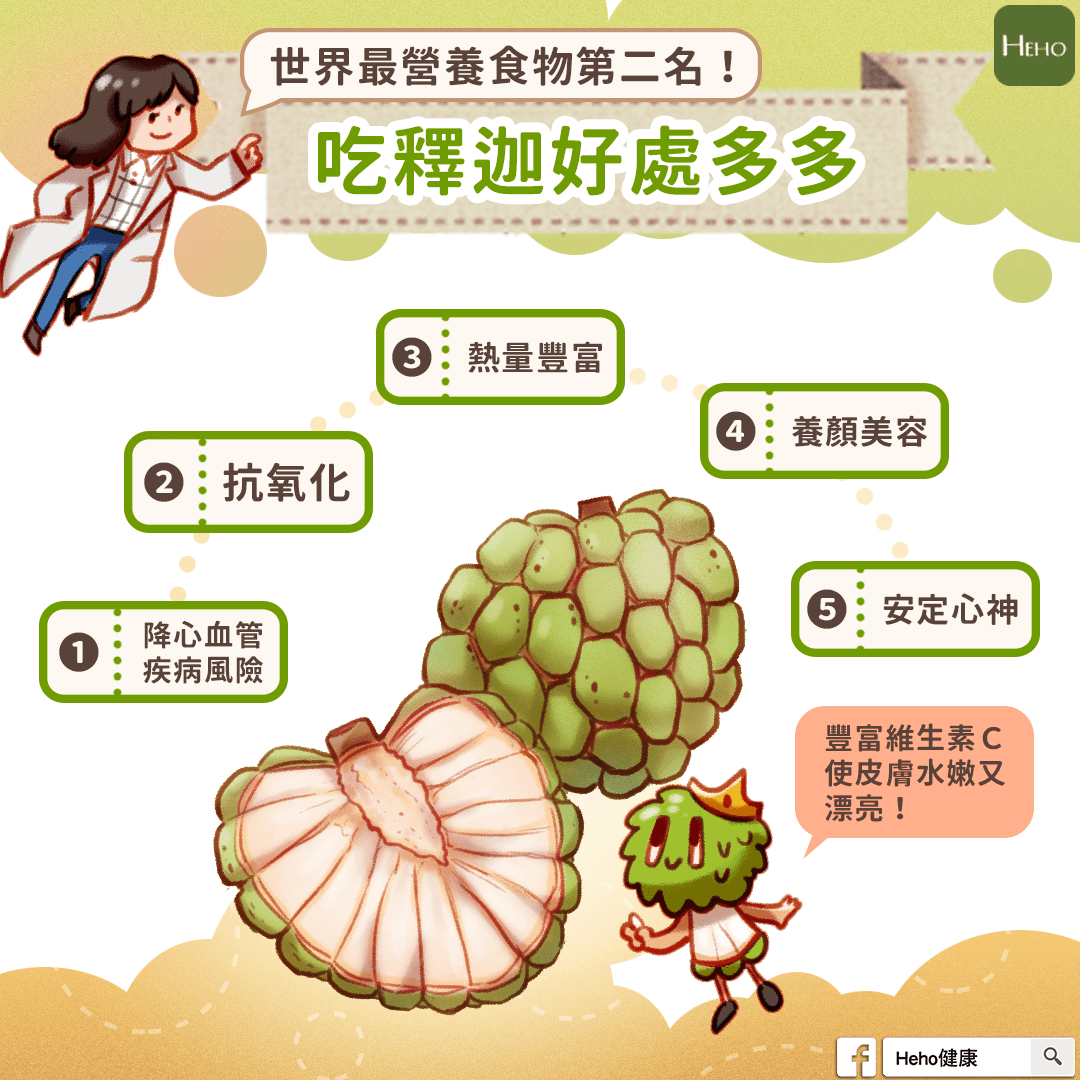 HEHO
世界最營養食物第二名！
吃釋迦好處多多
3 熱量豐富
4 養顏美容
2 抗氧化
5 安定心神
1 降心血管
疾病風險
豐富維生素C
使皮膚水嫩又
漂亮！
f Heho健康